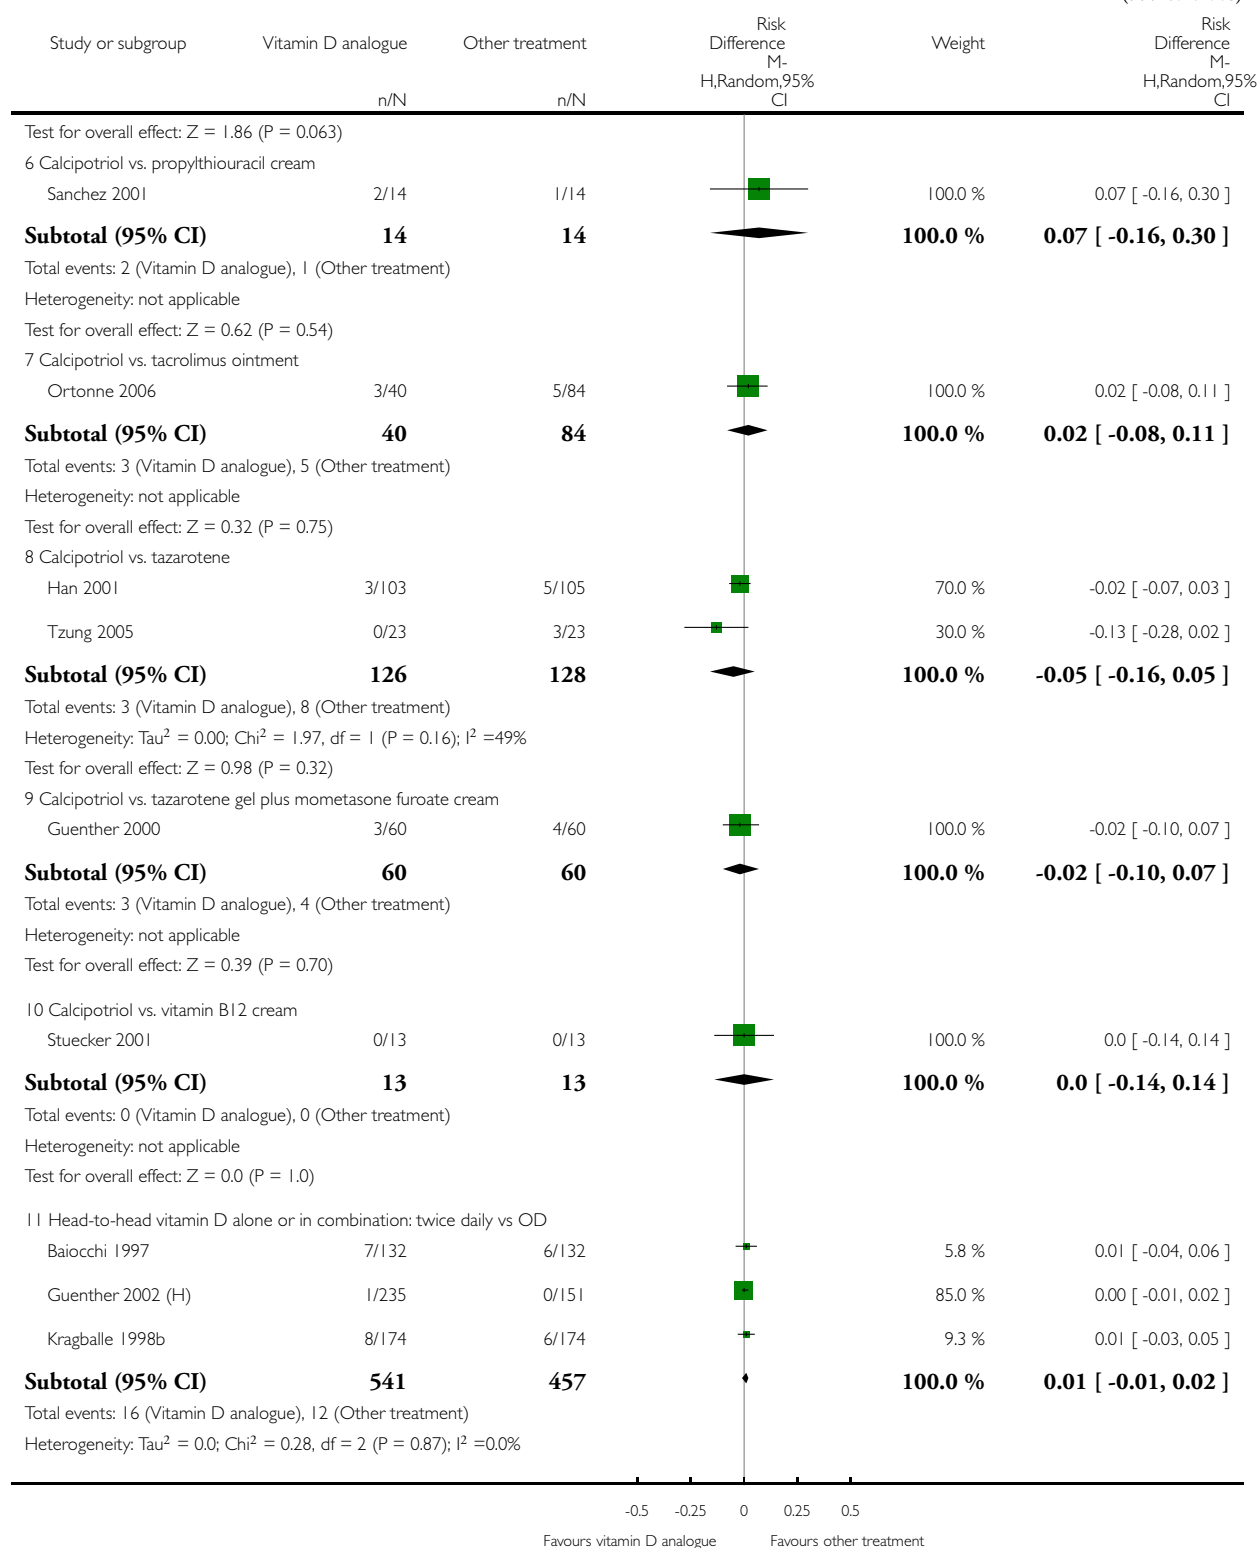 Risk Risk
Study or subgroup Vitamin D analogue Other treatment Difference Weight Difference
M- M-
H,Random,95% H,Random,95%
n/N n/N CI CI
Test for overall effect: Z = 1.86 (P = 0.063)
6 Calcipotriol vs. propylthiouracil cream
Sanchez 2001 2/14 1/14 100.0 % 0.07 [ -0.16, 0.30 ]
Subtotal (95% CI) 14 14 100.0 % 0.07 [ -0.16, 0.30 ]
Total events: 2 (Vitamin D analogue), 1 (Other treatment)
Heterogeneity: not applicable
Test for overall effect: Z = 0.62 (P = 0.54)
7 Calcipotriol vs. tacrolimus ointment
Ortonne 2006 3/40 5/84 100.0 % 0.02 [ -0.08, 0.11 ]
Subtotal (95% CI) 40 84 100.0 % 0.02 [ -0.08, 0.11 ]
Total events: 3 (Vitamin D analogue), 5 (Other treatment)
Heterogeneity: not applicable
Test for overall effect: Z = 0.32 (P = 0.75)
8 Calcipotriol vs. tazarotene
Han 2001 3/103 5/105 70.0 % -0.02 [ -0.07, 0.03 ]
Tzung 2005 0/23 3/23 30.0 % -0.13 [ -0.28, 0.02 ]
Subtotal (95% CI) 126 128 100.0 % -0.05 [ -0.16, 0.05 ]
Total events: 3 (Vitamin D analogue), 8 (Other treatment)
Heterogeneity: Tau² = 0.00; Chi² = 1.97, df = 1 (P = 0.16); I² =49%
Test for overall effect: Z = 0.98 (P = 0.32)
9 Calcipotriol vs. tazarotene gel plus mometasone furoate cream
Guenther 2000 3/60 4/60 100.0 % -0.02 [ -0.10, 0.07 ]
Subtotal (95% CI) 60 60 100.0 % -0.02 [ -0.10, 0.07 ]
Total events: 3 (Vitamin D analogue), 4 (Other treatment)
Heterogeneity: not applicable
Test for overall effect: Z = 0.39 (P = 0.70)
10 Calcipotriol vs. vitamin B12 cream
Stuecker 2001 0/13 0/13 100.0 % 0.0 [ -0.14, 0.14 ]
Subtotal (95% CI) 13 13 100.0 % 0.0 [ -0.14, 0.14 ]
Total events: 0 (Vitamin D analogue), 0 (Other treatment)
Heterogeneity: not applicable
Test for overall effect: Z = 0.0 (P = 1.0)
11 Head-to-head vitamin D alone or in combination: twice daily vs OD
Baiocchi 1997 7/132 6/132 5.8 % 0.01 [ -0.04, 0.06 ]
Guenther 2002 (H) 1/235 0/151 85.0 % 0.00 [ -0.01, 0.02 ]
Kragballe 1998b 8/174 6/174 9.3 % 0.01 [ -0.03, 0.05 ]
Subtotal (95% CI) 541 457 100.0 % 0.01 [ -0.01, 0.02 ]
Total events: 16 (Vitamin D analogue), 12 (Other treatment)
Heterogeneity: Tau² = 0.0; Chi² = 0.28, df = 2 (P = 0.87); I² =0.0%
-0.5 -0.25 0 0.25 0.5
Favours vitamin D analogue Favours other treatment